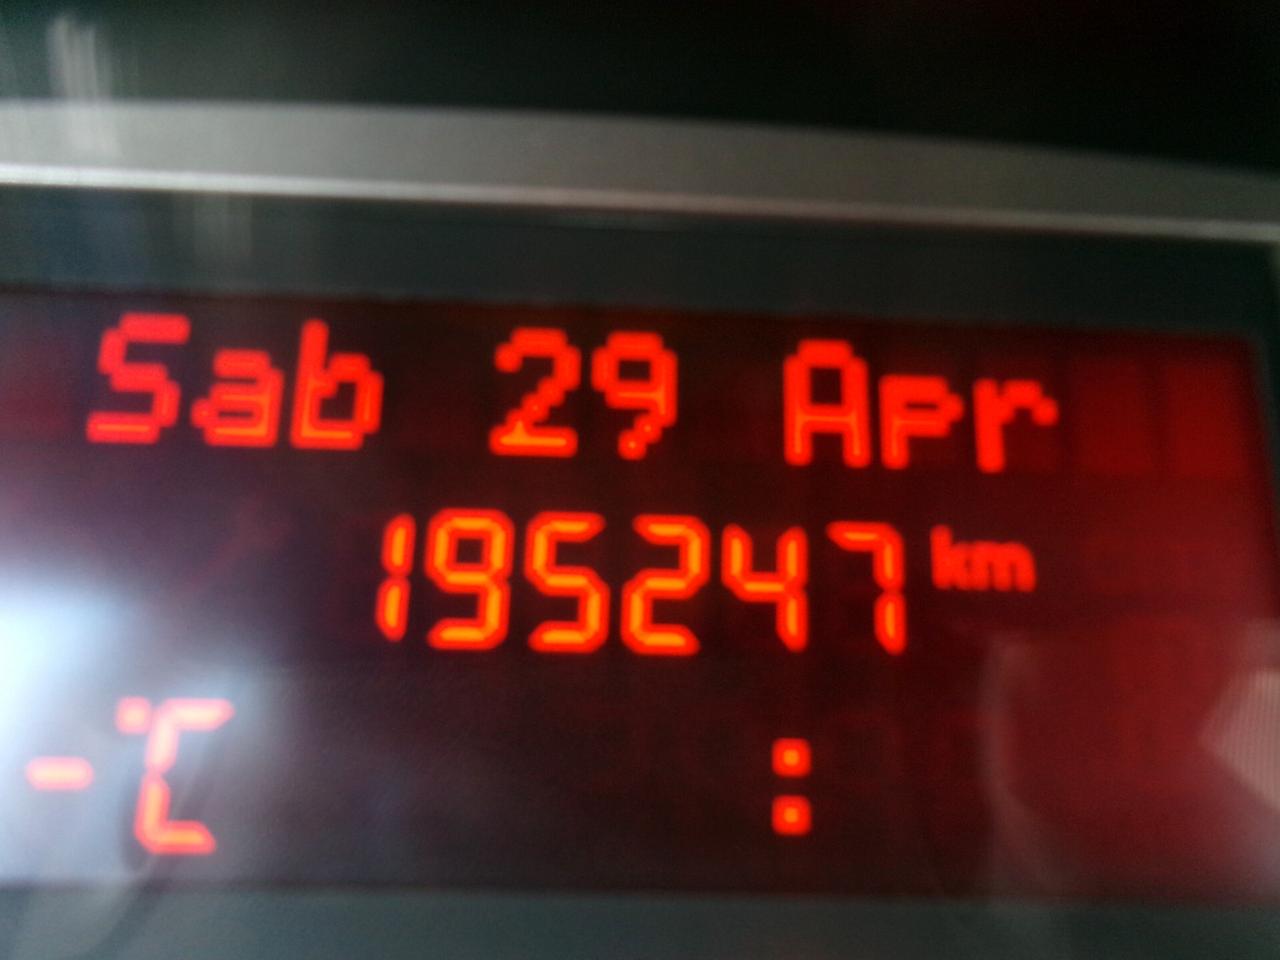 Sab 29 Apr
195247 km
- °C :